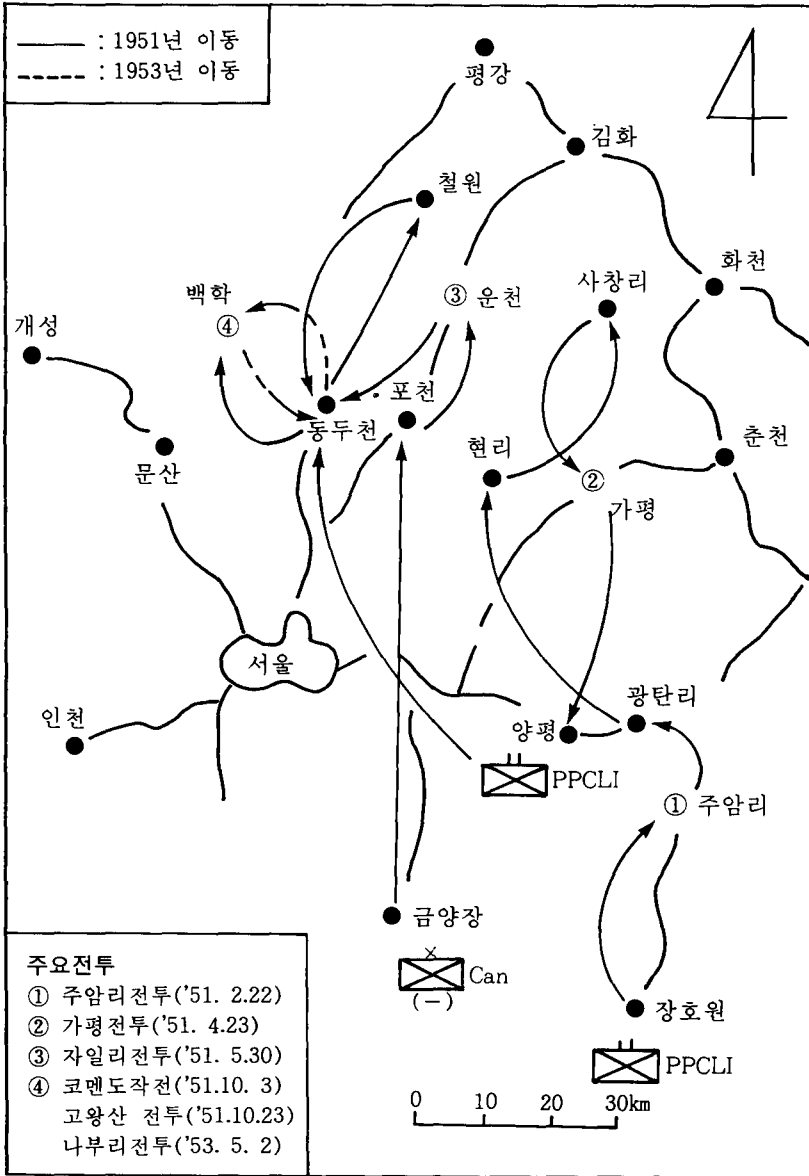 —— : 1951년 이동
---- : 1953년 이동
평강
김화
철원
화천
사창리
③ 운천
백학
④
개성
포천
동두천
춘천
현리
문산
②
가평
서울
광탄리
양평
인천
PPCLI
① 주암리
금양장
×
Can
(−)
장호원
PPCLI
주요전투
① 주암리전투('51. 2.22)
② 가평전투('51. 4.23)
③ 자일리전투('51. 5.30)
④ 코멘도작전('51.10. 3)
고왕산 전투('51.10.23)
나부리전투('53. 5. 2)
0 10 20 30km